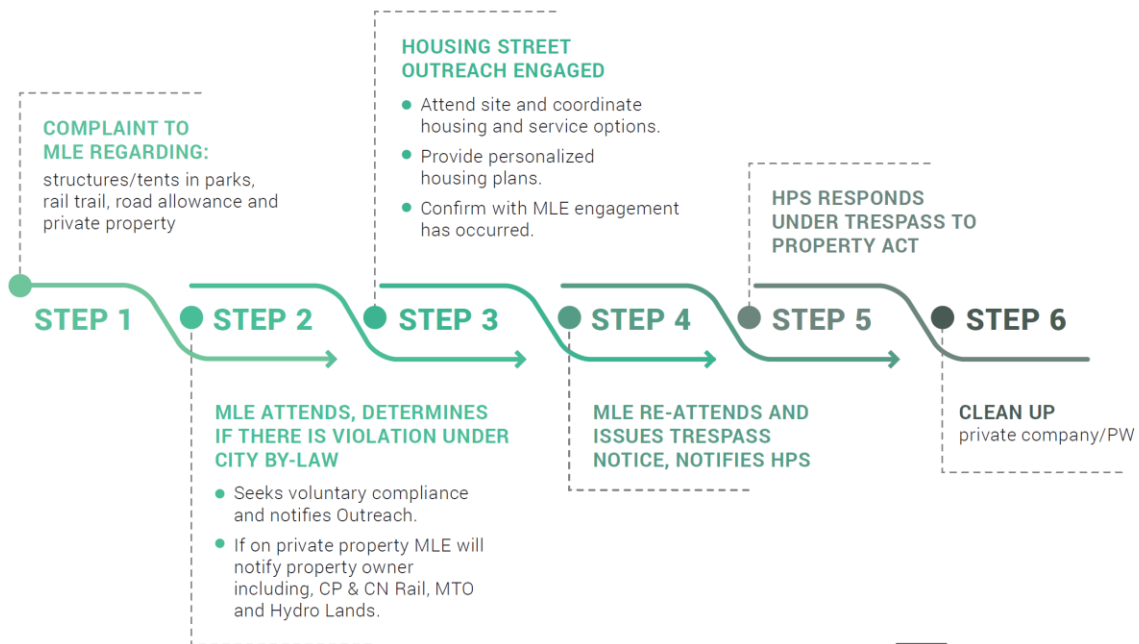 COMPLAINT TO
MLE REGARDING:
structures/tents in parks,
rail trail, road allowance and
private property
STEP 1
STEP 2
MLE ATTENDS, DETERMINES
IF THERE IS VIOLATION UNDER
CITY BY-LAW
Seeks voluntary compliance
and notifies Outreach.
If on private property MLE will
notify property owner
including, CP & CN Rail, MTO
and Hydro Lands.
HOUSING STREET
OUTREACH ENGAGED
Attend site and coordinate
housing and service options.
Provide personalized
housing plans.
Confirm with MLE engagement
has occurred.
STEP 3
STEP 4
MLE RE-ATTENDS AND
ISSUES TRESPASS
NOTICE, NOTIFIES HPS
HPS RESPONDS
UNDER TRESPASS TO
PROPERTY ACT
STEP 5
STEP 6
CLEAN UP
private company/PW